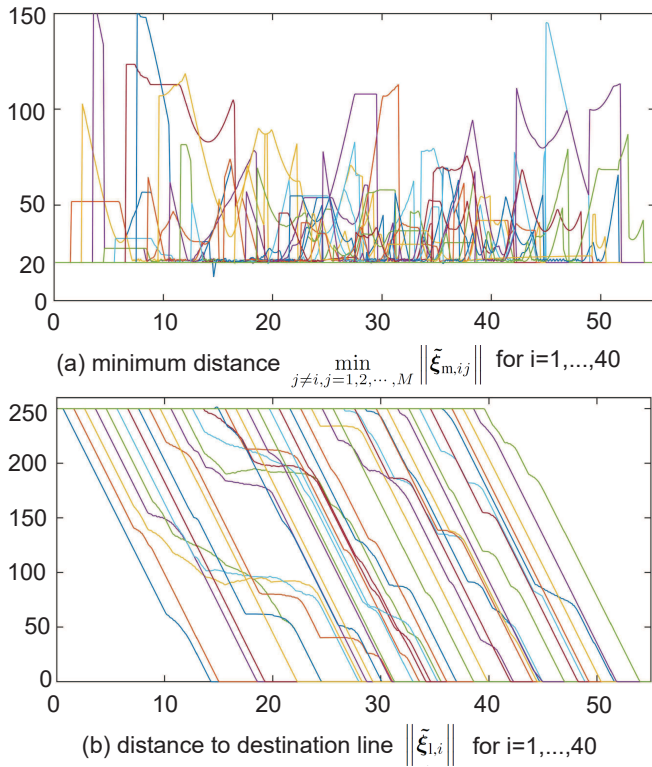 150
100
50
20
0
0 10 20 30 40 50
(a) minimum distance min ‖ξ̃m,ij‖ for i=1,...,40
j≠i,j=1,2,⋯,M
250
200
150
100
50
0
0 10 20 30 40 50
(b) distance to destination line ‖ξ̃l,i‖ for i=1,...,40